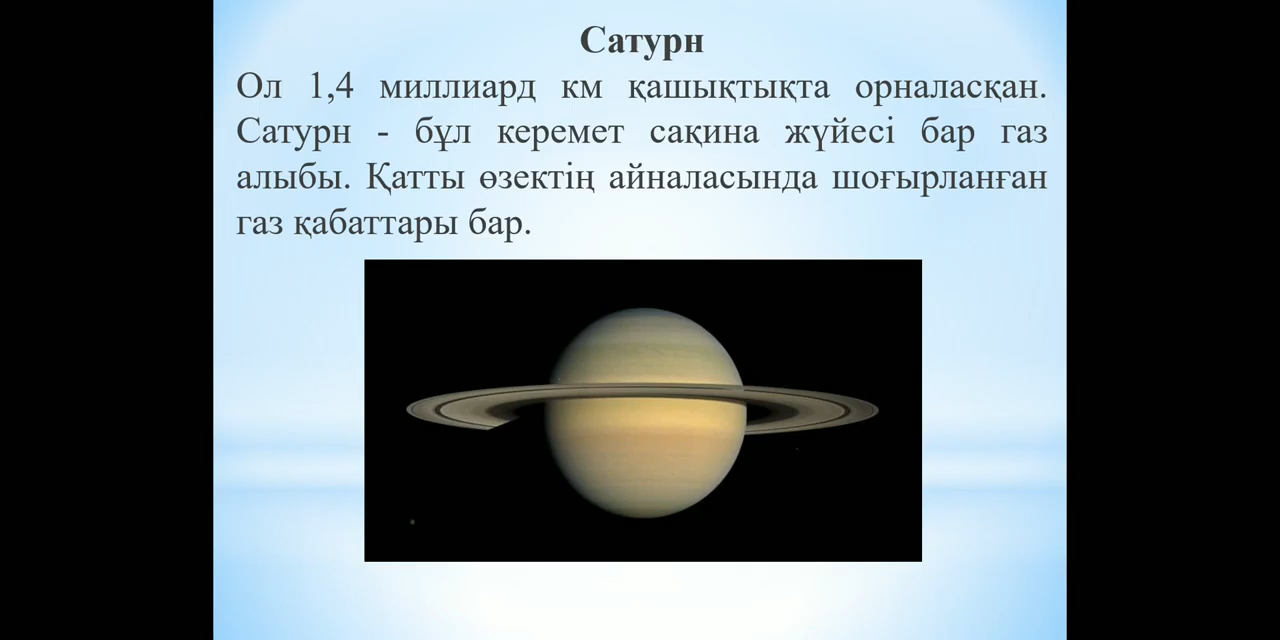 Сатурн
Ол 1,4 миллиард км қашықтықта орналасқан.
Сатурн - бұл керемет сақина жүйесі бар газ
алыбы. Қатты өзектің айналасында шоғырланған
газ қабаттары бар.